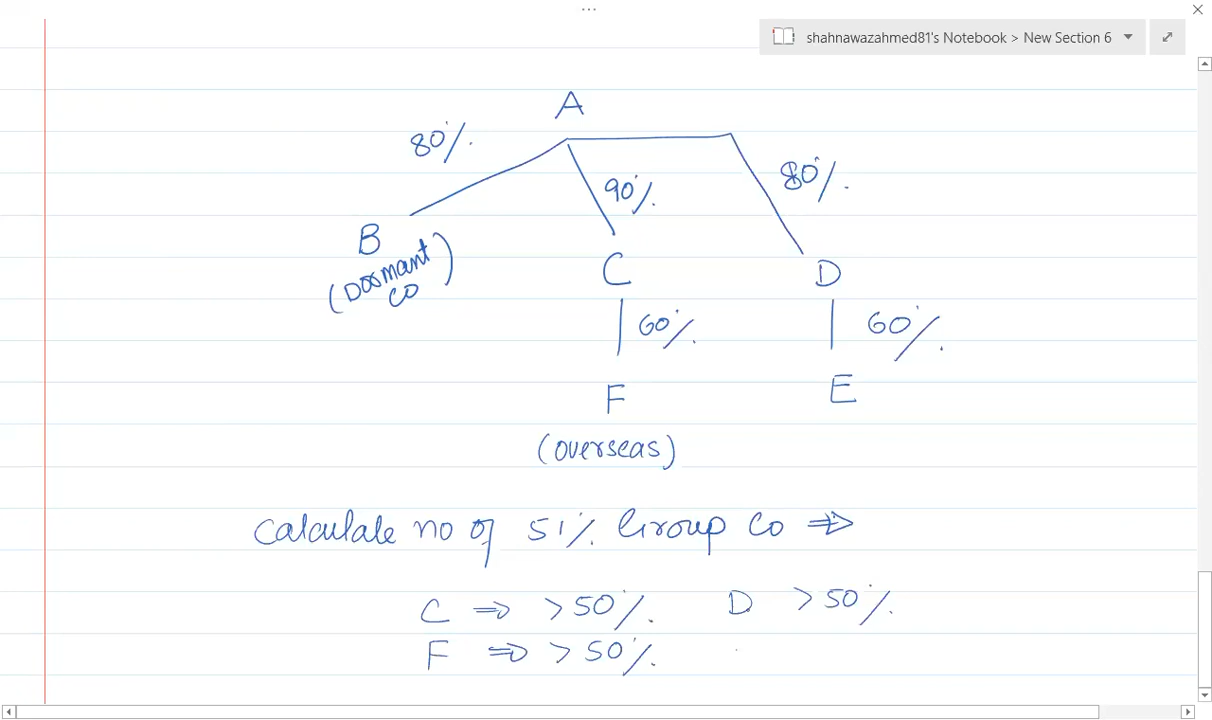 ...
shahnawazahmed81's Notebook > New Section 6
A
80%.
90%.
80%.
B
(Dormant
co)
C
D
60%.
60%.
F
E
(overseas)
Calculate no of 51% Group Co ⇒
C ⇒ > 50%. D > 50%.
F ⇒ > 50%.